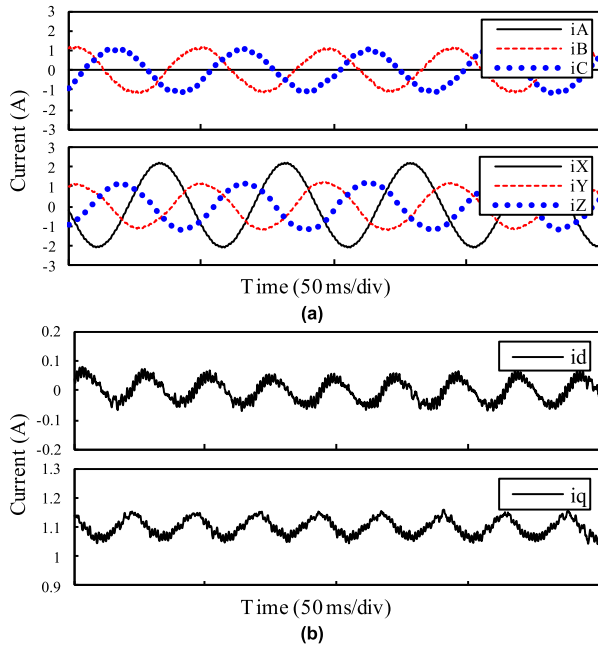 3
2
1
0
-1
-2
-3
iA
iB
iC
Current (A)
3
2
1
0
-1
-2
-3
iX
iY
iZ
Time (50 ms/div)
(a)
0.2
0.1
0
-0.1
-0.2
id
Current (A)
1.3
1.2
1.1
1
0.9
iq
Time (50 ms/div)
(b)